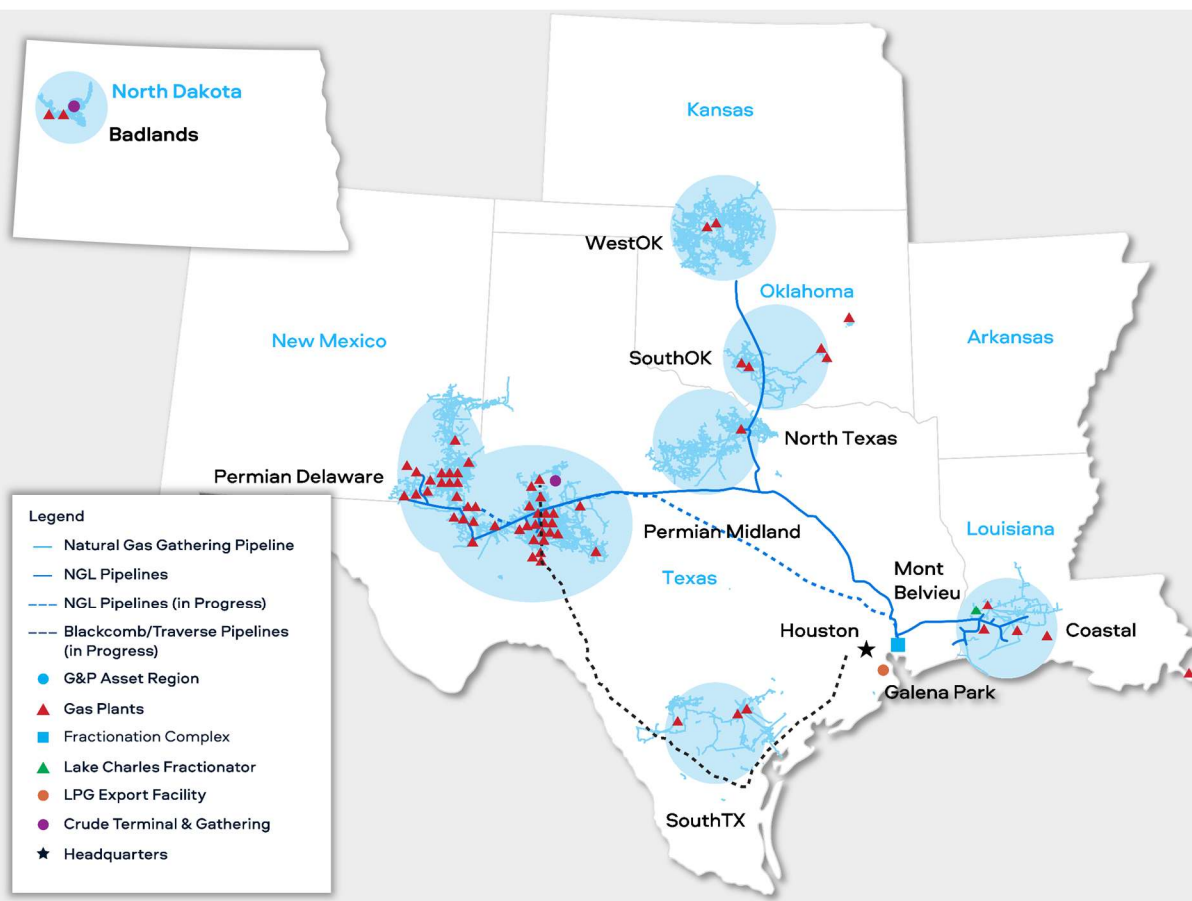 North Dakota
Badlands
Kansas
WestOK
Oklahoma
New Mexico
Arkansas
SouthOK
North Texas
Permian Delaware
Permian Midland
Louisiana
Texas
Mont
Belvieu
Houston
Coastal
Galena Park
SouthTX
Legend
Natural Gas Gathering Pipeline
NGL Pipelines
NGL Pipelines (in Progress)
Blackcomb/Traverse Pipelines
(in Progress)
G&P Asset Region
Gas Plants
Fractionation Complex
Lake Charles Fractionator
LPG Export Facility
Crude Terminal & Gathering
Headquarters